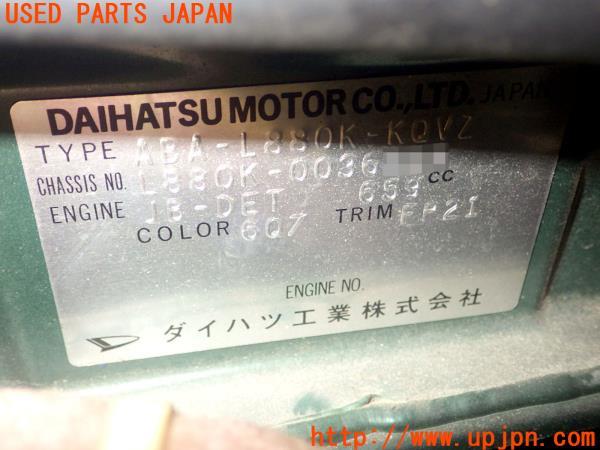 USED PARTS JAPAN
DAIHATSU MOTOR CO.,LTD. JAPAN
TYPE ABA-L880K-KQVZ
CHASSIS NO. L880K-0036
ENGINE JB-DET 659 CC
COLOR 6Q7 TRIM EP21
ENGINE NO.
ダイハツ工業株式会社
http://www.upjpn.com/